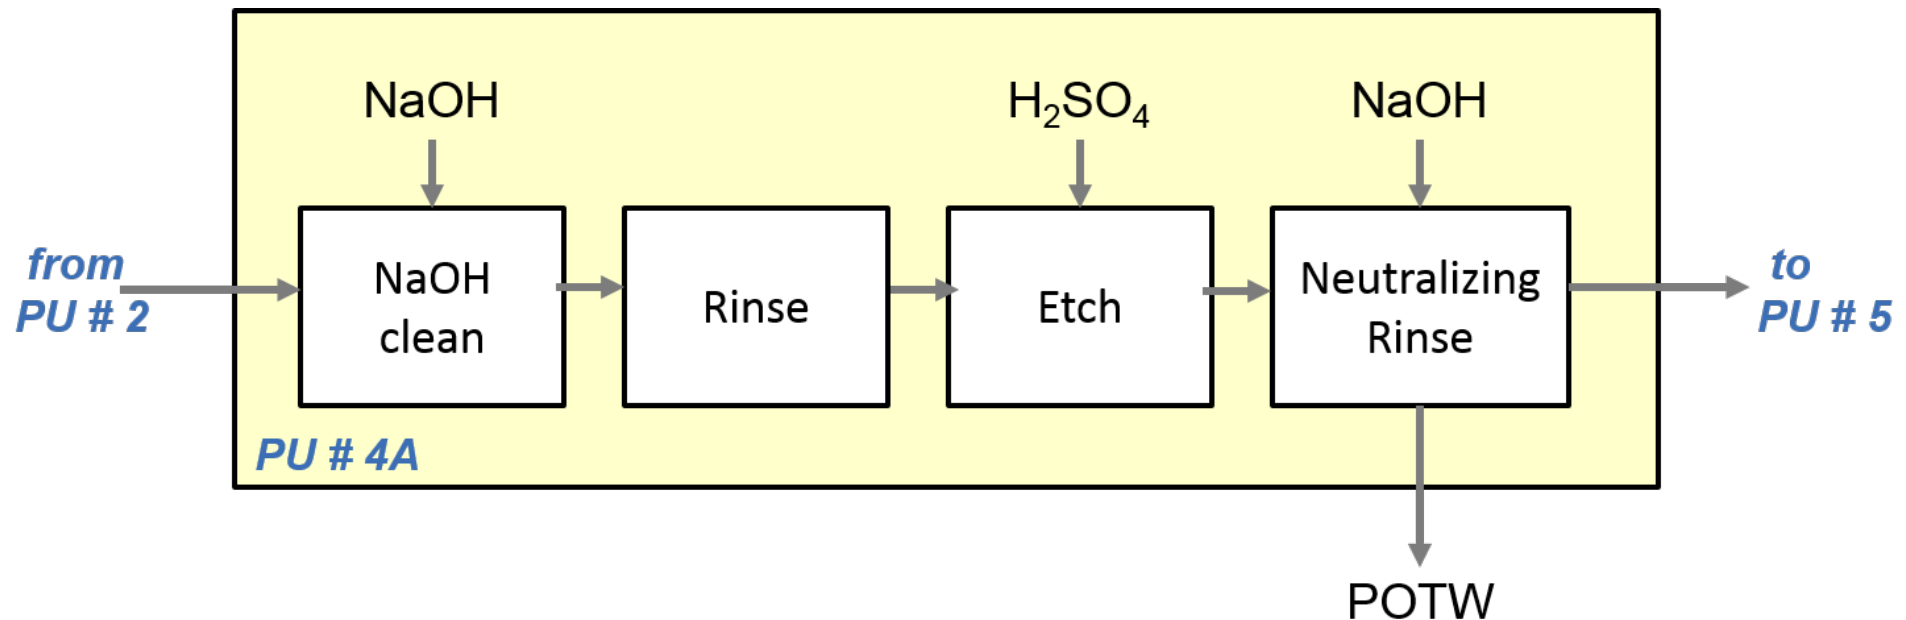 NaOH
H₂SO₄
NaOH
from
PU # 2
NaOH
clean
Rinse
Etch
Neutralizing
Rinse
to
PU # 5
PU # 4A
POTW